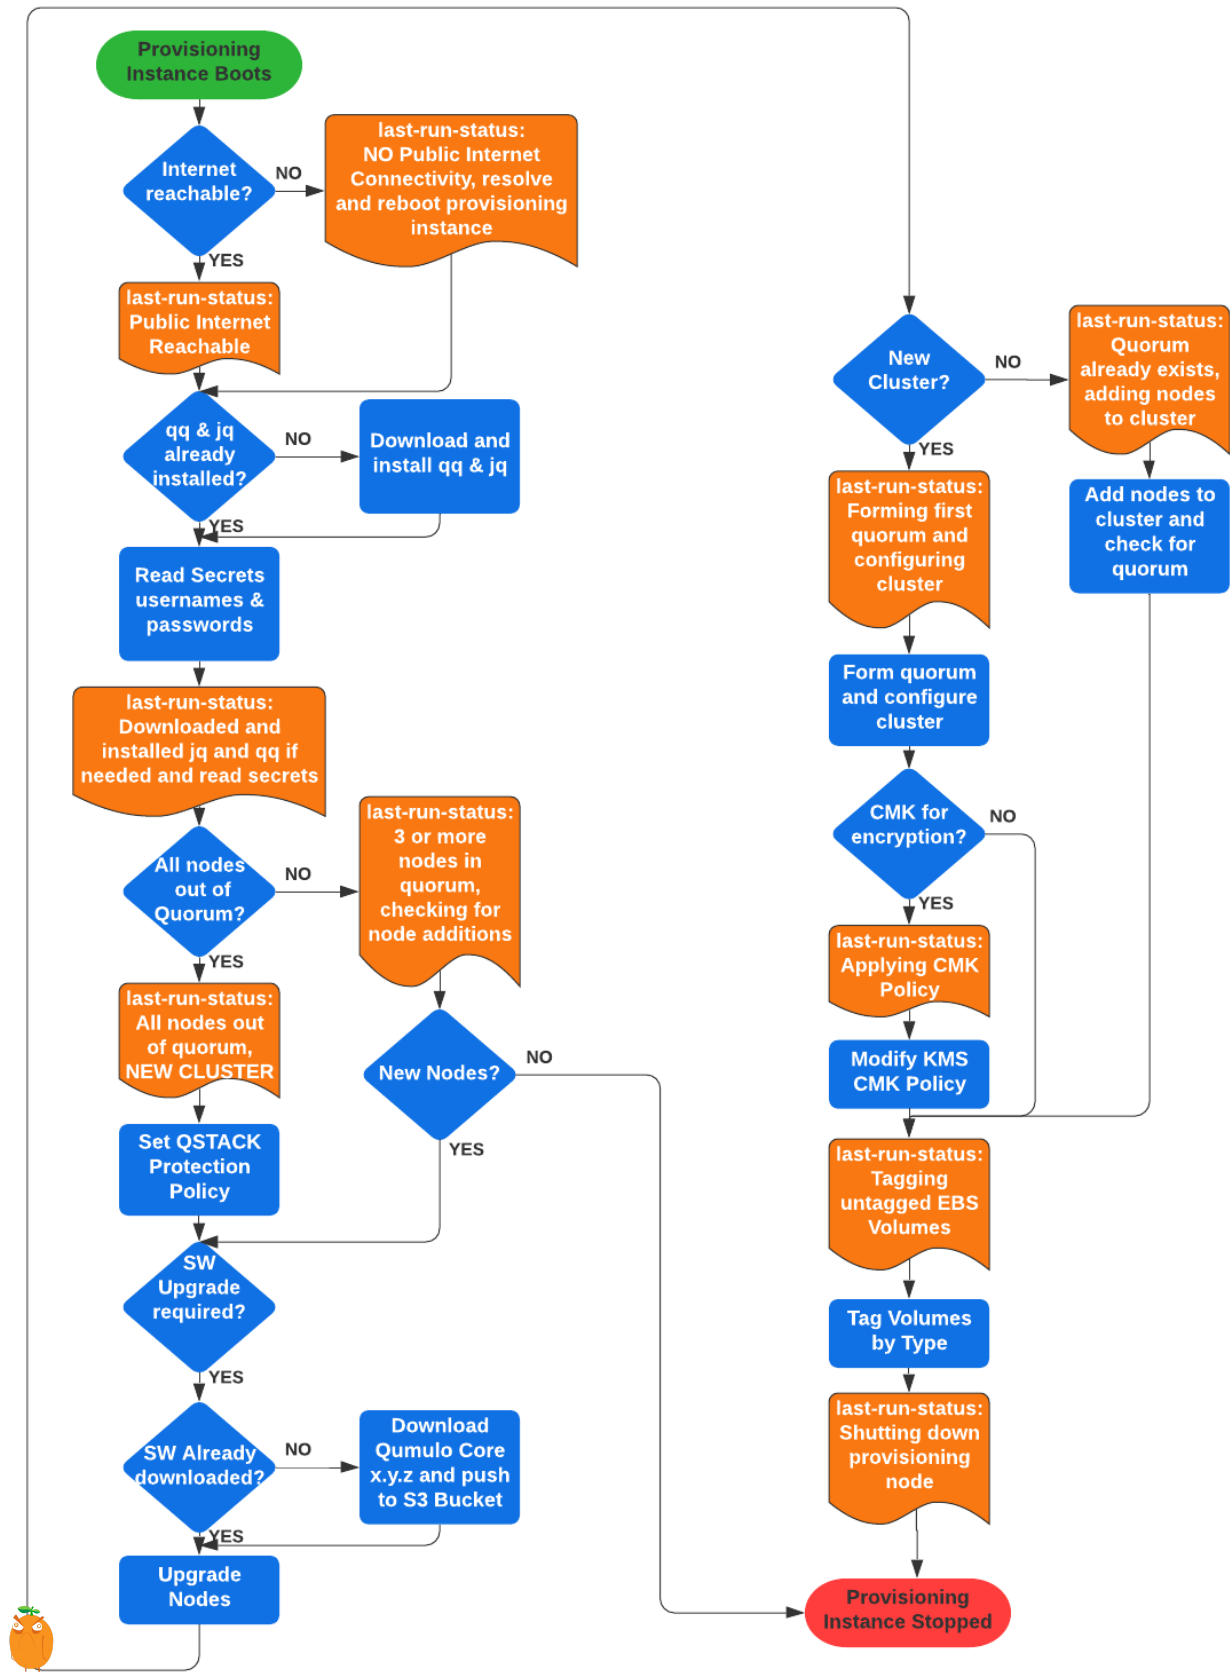 Provisioning
Instance Boots
Internet
reachable?
NO
last-run-status:
NO Public Internet
Connectivity, resolve
and reboot provisioning
instance
YES
last-run-status:
Public Internet
Reachable
qq & jq
already
installed?
NO
Download and
install qq & jq
YES
Read Secrets
usernames &
passwords
last-run-status:
Downloaded and
installed jq and qq if
needed and read secrets
All nodes
out of
Quorum?
NO
last-run-status:
3 or more
nodes in
quorum,
checking for
node additions
YES
last-run-status:
All nodes out
of quorum,
NEW CLUSTER
New Nodes?
NO
YES
Set QSTACK
Protection
Policy
SW
Upgrade
required?
YES
SW Already
downloaded?
NO
Download
Qumulo Core
x.y.z and push
to S3 Bucket
YES
Upgrade
Nodes
New
Cluster?
NO
last-run-status:
Quorum
already exists,
adding nodes
to cluster
Add nodes to
cluster and
check for
quorum
YES
last-run-status:
Forming first
quorum and
configuring
cluster
Form quorum
and configure
cluster
CMK for
encryption?
NO
YES
last-run-status:
Applying CMK
Policy
Modify KMS
CMK Policy
last-run-status:
Tagging
untagged EBS
Volumes
Tag Volumes
by Type
last-run-status:
Shutting down
provisioning
node
Provisioning
Instance Stopped